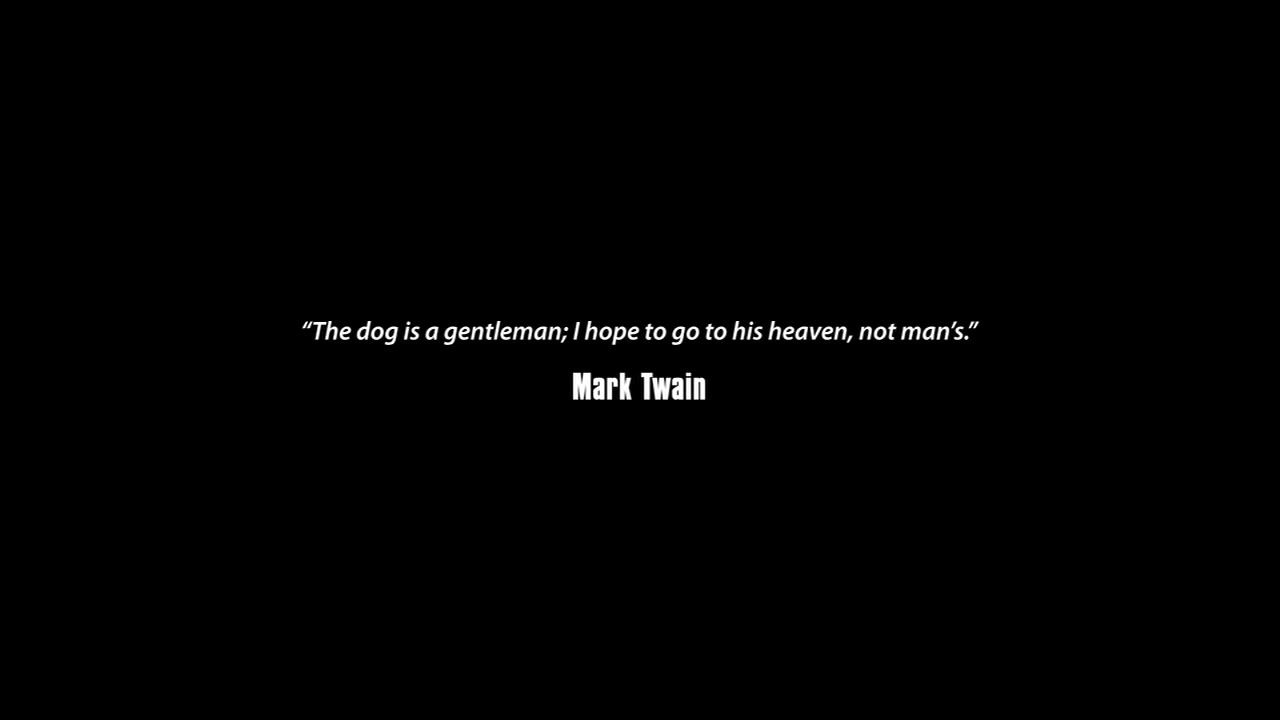 “The dog is a gentleman; I hope to go to his heaven, not man’s.”
Mark Twain